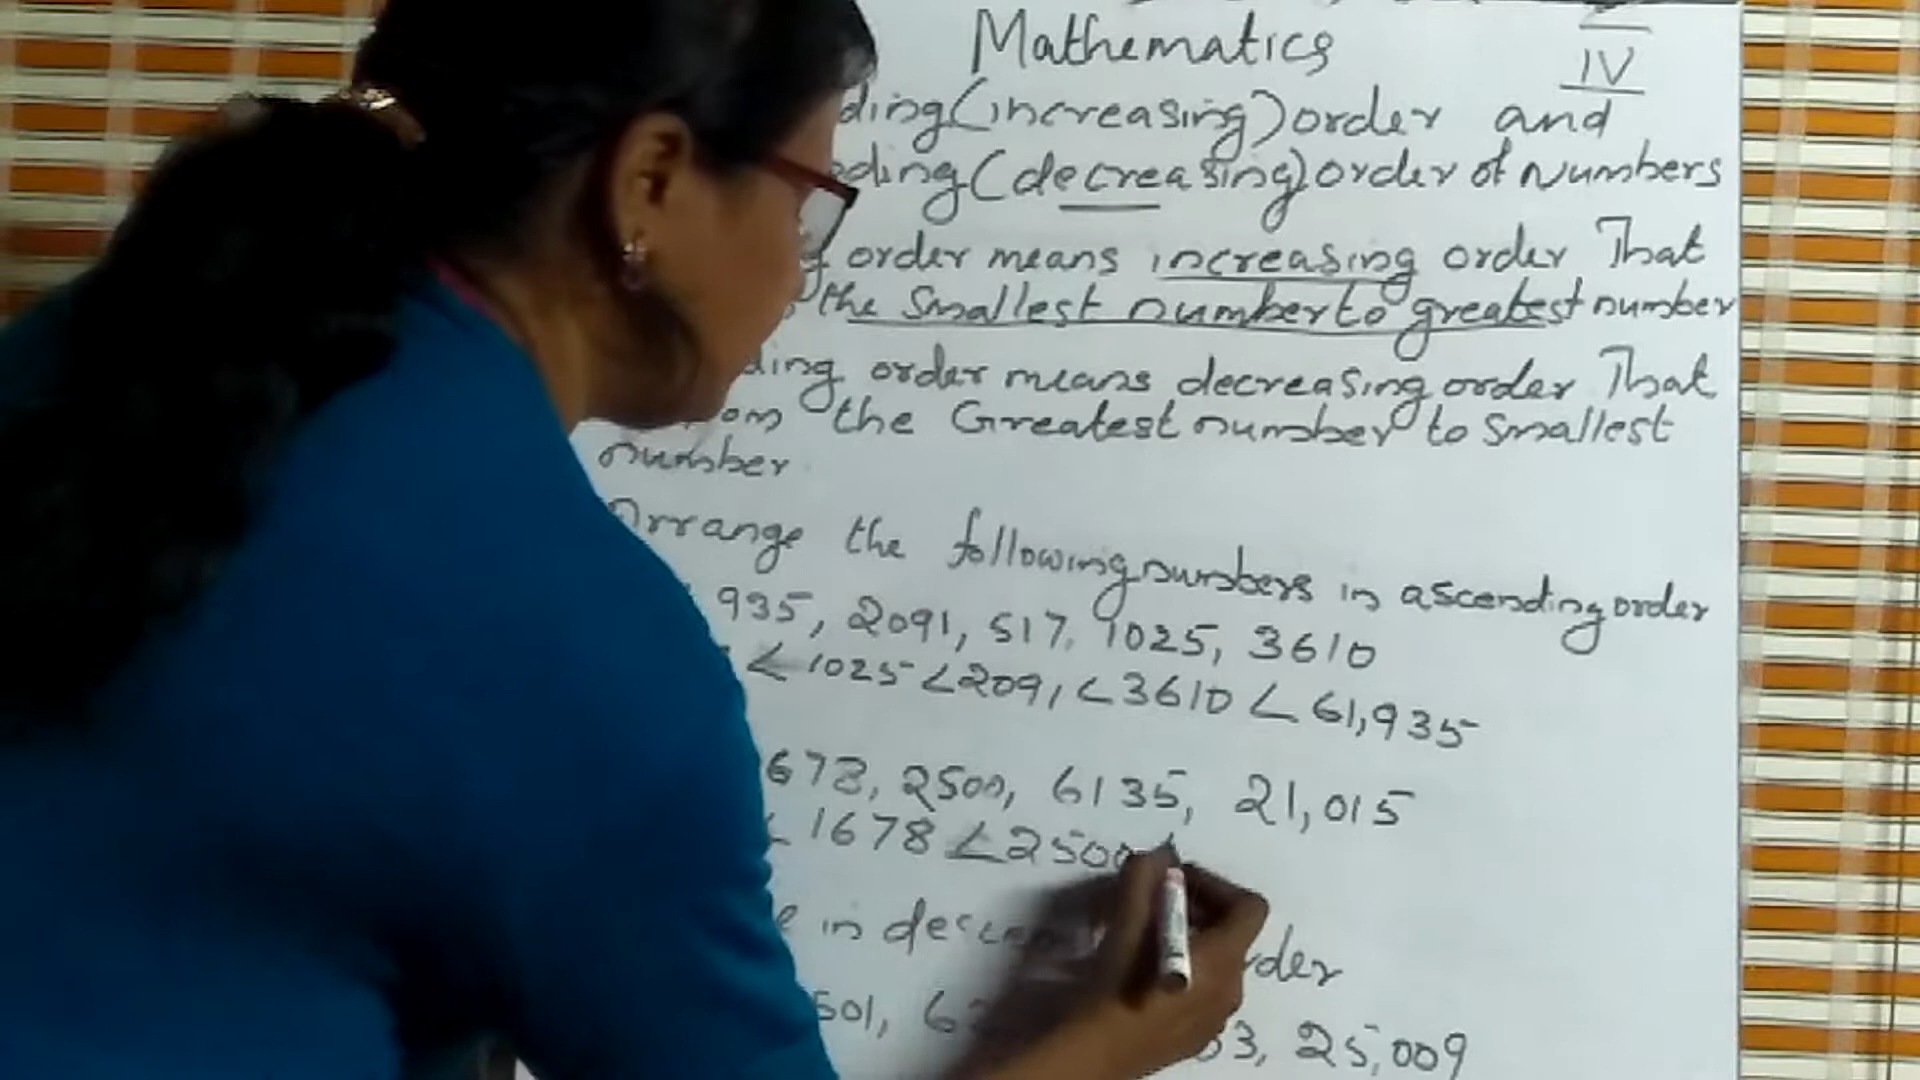 Mathematics
IV
ding (increasing) order and
ding (decreasing) order of Numbers
order means increasing order That
the smallest number to greatest number
ding order means decreasing order That
the Greatest number to smallest
number
Arrange the following numbers in ascending order
935, 2091, 517, 1025, 3610
< 1025 < 2091 < 3610 < 61,935
678, 2500, 6135, 21,015
< 1678 < 2500
in order
501, 3, 25,009